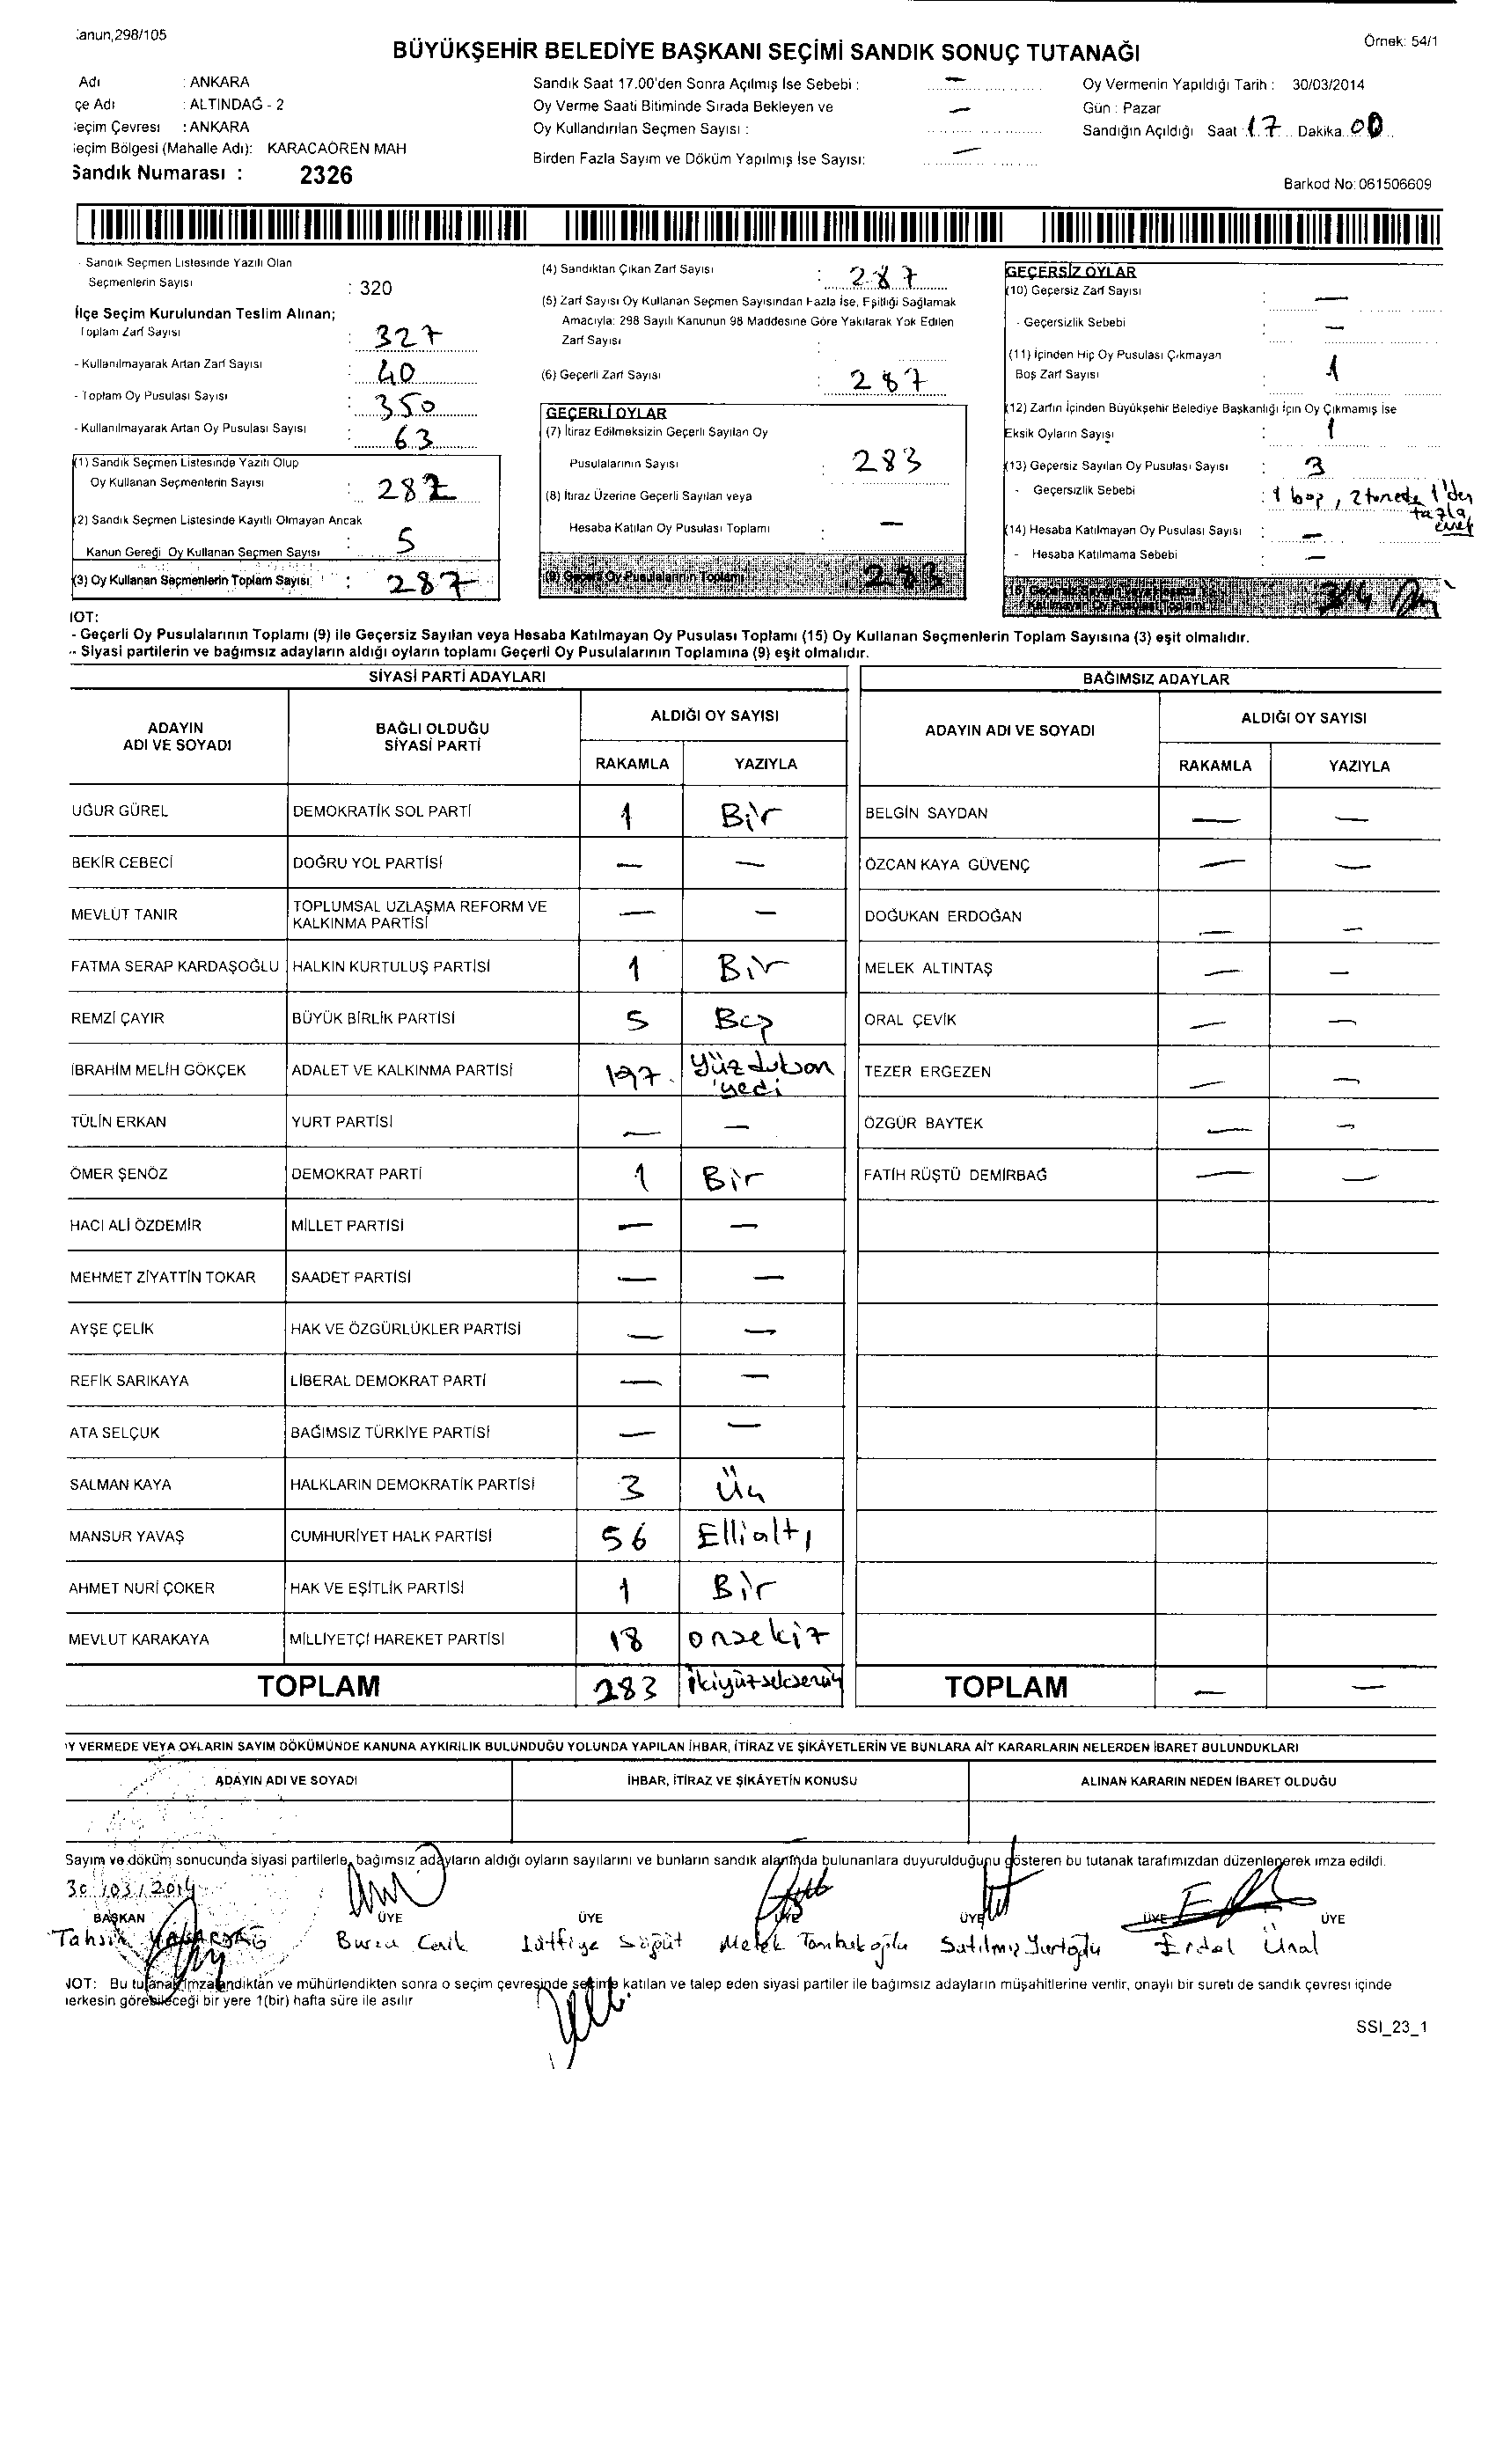 anun,298/105
Örnek: 54/1
BÜYÜKŞEHİR BELEDİYE BAŞKANI SEÇİMİ SANDIK SONUÇ TUTANAĞI
Adı : ANKARA
çe Adı : ALTINDAĞ - 2
eçim Çevresi : ANKARA
eçim Bölgesi (Mahalle Adı): KARACAÖREN MAH
Sandık Numarası : 2326
Sandık Saat 17.00'den Sonra Açılmış İse Sebebi : —
Oy Verme Saati Bitiminde Sırada Bekleyen ve
Oy Kullandırılan Seçmen Sayısı : —
Birden Fazla Sayım ve Döküm Yapılmış İse Sayısı: —
Oy Vermenin Yapıldığı Tarih : 30/03/2014
Gün : Pazar
Sandığın Açıldığı Saat : 17 Dakika 00
Barkod No: 061506609
- Sandık Seçmen Listesinde Yazılı Olan
Seçmenlerin Sayısı : 320
İlçe Seçim Kurulundan Teslim Alınan;
Toplam Zarf Sayısı : 327
- Kullanılmayarak Artan Zarf Sayısı : 40
- Toplam Oy Pusulası Sayısı : 350
- Kullanılmayarak Artan Oy Pusulası Sayısı : 63
(1) Sandık Seçmen Listesinde Yazılı Olup
Oy Kullanan Seçmenlerin Sayısı : 282
(2) Sandık Seçmen Listesinde Kayıtlı Olmayan Ancak
Kanun Gereği Oy Kullanan Seçmen Sayısı : 5
(3) Oy Kullanan Seçmenlerin Toplam Sayısı : 287
(4) Sandıktan Çıkan Zarf Sayısı : 287
(5) Zarf Sayısı Oy Kullanan Seçmen Sayısından Fazla İse, Eşitliği Sağlamak
Amacıyla: 298 Sayılı Kanunun 98 Maddesine Göre Yakılarak Yok Edilen
Zarf Sayısı :
(6) Geçerli Zarf Sayısı : 287
GEÇERLİ OYLAR
(7) İtiraz Edilmeksizin Geçerli Sayılan Oy
Pusulalarının Sayısı : 283
(8) İtiraz Üzerine Geçerli Sayılan veya
Hesaba Katılan Oy Pusulası Toplamı : —
(9) Geçerli Oy Pusulalarının Toplamı 283
GEÇERSİZ OYLAR
(10) Geçersiz Zarf Sayısı : —
- Geçersizlik Sebebi : —
(11) İçinden Hiç Oy Pusulası Çıkmayan
Boş Zarf Sayısı : 1
(12) Zarfın İçinden Büyükşehir Belediye Başkanlığı İçin Oy Çıkmamış İse
Eksik Oyların Sayışı : 1
(13) Geçersiz Sayılan Oy Pusulası Sayısı : 3
- Geçersizlik Sebebi : 1 boş, 2 tanede 1'den
fazla
evet
(14) Hesaba Katılmayan Oy Pusulası Sayısı : —
- Hesaba Katılmama Sebebi : —
(15) Geçersiz Sayılan veya Hesaba
Katılmayan Oy Pusulası Toplamı 3/4
IOT:
- Geçerli Oy Pusulalarının Toplamı (9) ile Geçersiz Sayılan veya Hesaba Katılmayan Oy Pusulası Toplamı (15) Oy Kullanan Seçmenlerin Toplam Sayısına (3) eşit olmalıdır.
- Siyasi partilerin ve bağımsız adayların aldığı oyların toplamı Geçerli Oy Pusulalarının Toplamına (9) eşit olmalıdır.
SİYASİ PARTİ ADAYLARI
ADAYIN ADI VE SOYADI BAĞLI OLDUĞU SİYASİ PARTİ ALDIĞI OY SAYISI
RAKAMLA YAZIYLA
UĞUR GÜREL DEMOKRATİK SOL PARTİ 1 Bir
BEKİR CEBECİ DOĞRU YOL PARTİSİ — —
MEVLÜT TANIR TOPLUMSAL UZLAŞMA REFORM VE KALKINMA PARTİSİ — —
FATMA SERAP KARDAŞOĞLU HALKIN KURTULUŞ PARTİSİ 1 Bir
REMZİ ÇAYIR BÜYÜK BİRLİK PARTİSİ 5 Beş
İBRAHİM MELİH GÖKÇEK ADALET VE KALKINMA PARTİSİ 197 Yüzdoksan yedi
TÜLİN ERKAN YURT PARTİSİ — —
ÖMER ŞENÖZ DEMOKRAT PARTİ 1 Bir
HACI ALİ ÖZDEMİR MİLLET PARTİSİ — —
MEHMET ZİYATTİN TOKAR SAADET PARTİSİ — —
AYŞE ÇELİK HAK VE ÖZGÜRLÜKLER PARTİSİ — —
REFİK SARIKAYA LİBERAL DEMOKRAT PARTİ — —
ATA SELÇUK BAĞIMSIZ TÜRKİYE PARTİSİ — —
SALMAN KAYA HALKLARIN DEMOKRATİK PARTİSİ 3 Üç
MANSUR YAVAŞ CUMHURİYET HALK PARTİSİ 56 Ellialtı
AHMET NURİ ÇOKER HAK VE EŞİTLİK PARTİSİ 1 Bir
MEVLUT KARAKAYA MİLLİYETÇİ HAREKET PARTİSİ 18 onsekiz
TOPLAM 283 İkiyüzseksenüç
BAĞIMSIZ ADAYLAR
ADAYIN ADI VE SOYADI ALDIĞI OY SAYISI
RAKAMLA YAZIYLA
BELGİN SAYDAN — —
ÖZCAN KAYA GÜVENÇ — —
DOĞUKAN ERDOĞAN — —
MELEK ALTINTAŞ — —
ORAL ÇEVİK — —
TEZER ERGEZEN — —
ÖZGÜR BAYTEK — —
FATİH RÜŞTÜ DEMİRBAĞ — —
TOPLAM — —
Y VERMEDE VEYA OYLARIN SAYIM DÖKÜMÜNDE KANUNA AYKIRILIK BULUNDUĞU YOLUNDA YAPILAN İHBAR, İTİRAZ VE ŞİKÂYETLERİN VE BUNLARA AİT KARARLARIN NELERDEN İBARET BULUNDUKLARI
ADAYIN ADI VE SOYADI İHBAR, İTİRAZ VE ŞİKÂYETİN KONUSU ALINAN KARARIN NEDEN İBARET OLDUĞU
Sayım ve döküm sonucunda siyasi partilerle, bağımsız adayların aldığı oyların sayılarını ve bunların sandık alanında bulunanlara duyurulduğunu gösteren bu tutanak tarafımızdan düzenlenerek imza edildi.
30/03/2014
BAŞKAN ÜYE ÜYE ÜYE ÜYE ÜYE ÜYE
Tahsin Burcu Lütfiye Söğüt Melek Satılmış Erdal Ünal
NOT: Bu tutanak imzalandıktan ve mühürlendikten sonra o seçim çevresinde seçime katılan ve talep eden siyasi partiler ile bağımsız adayların müşahitlerine verilir, onaylı bir sureti de sandık çevresi içinde
herkesin görebileceği bir yere 1(bir) hafta süre ile asılır
SSI_23_1